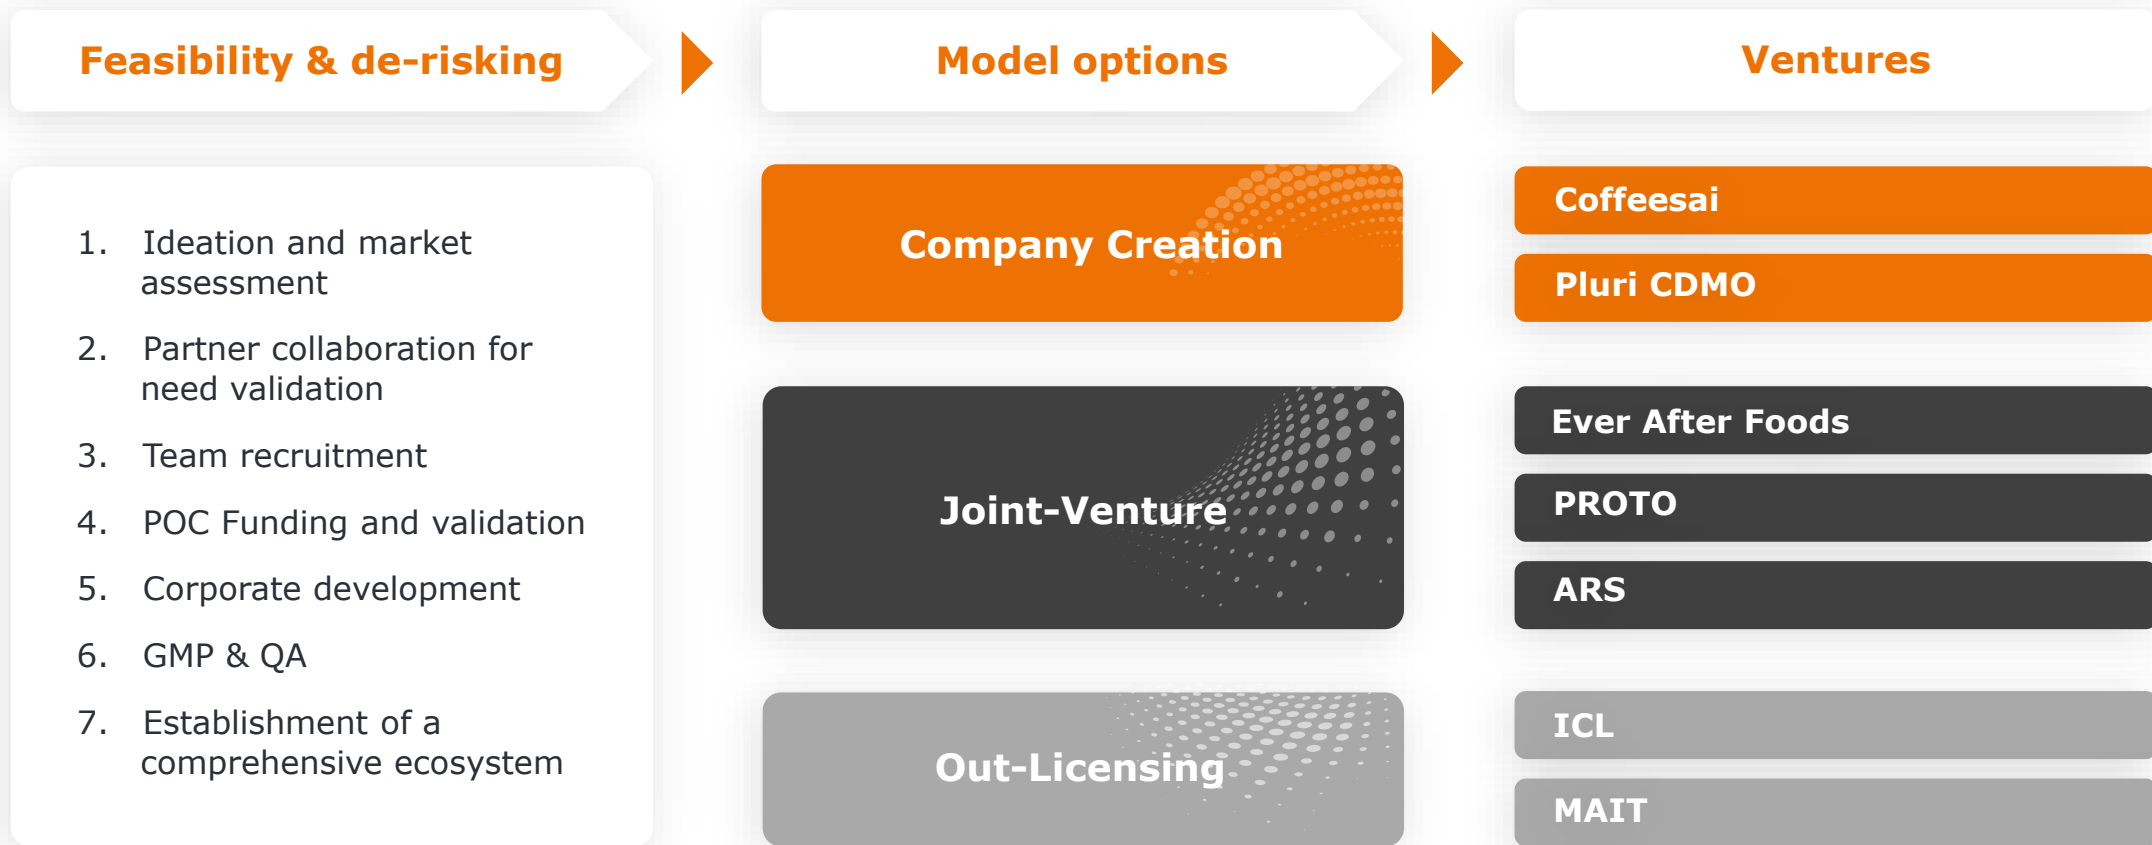 Feasibility & de-risking
Model options
Ventures
1. Ideation and market
assessment
2. Partner collaboration for
need validation
3. Team recruitment
4. POC Funding and validation
5. Corporate development
6. GMP & QA
7. Establishment of a
comprehensive ecosystem
Company Creation
Joint-Venture
Out-Licensing
Coffeesai
Pluri CDMO
Ever After Foods
PROTO
ARS
ICL
MAIT